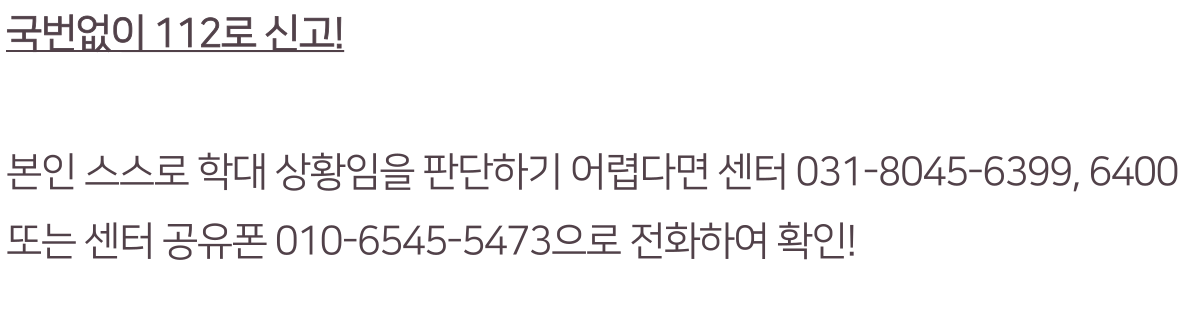 국번없이 112로 신고!
본인 스스로 학대 상황임을 판단하기 어렵다면 센터 031-8045-6399, 6400
또는 센터 공유폰 010-6545-5473으로 전화하여 확인!